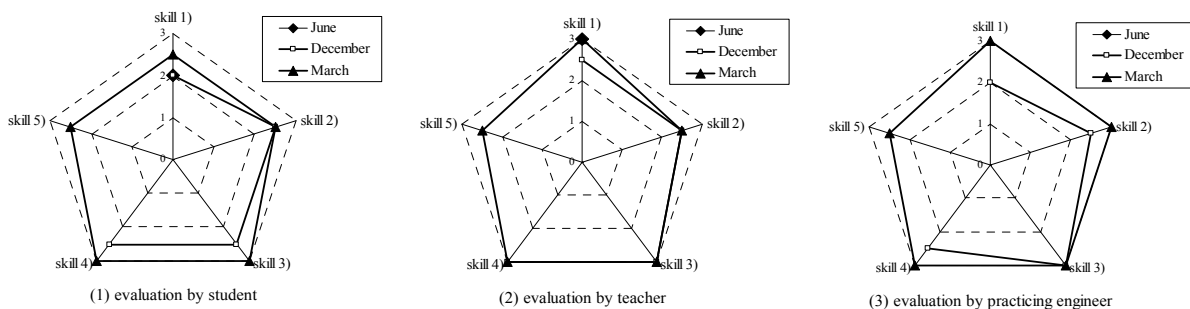 skill 1)
3
2
1
0
skill 2)
skill 3)
skill 4)
skill 5)
June
December
March
(1) evaluation by student
skill 1)
3
2
1
0
skill 2)
skill 3)
skill 4)
skill 5)
June
December
March
(2) evaluation by teacher
skill 1)
3
2
1
0
skill 2)
skill 3)
skill 4)
skill 5)
June
December
March
(3) evaluation by practicing engineer